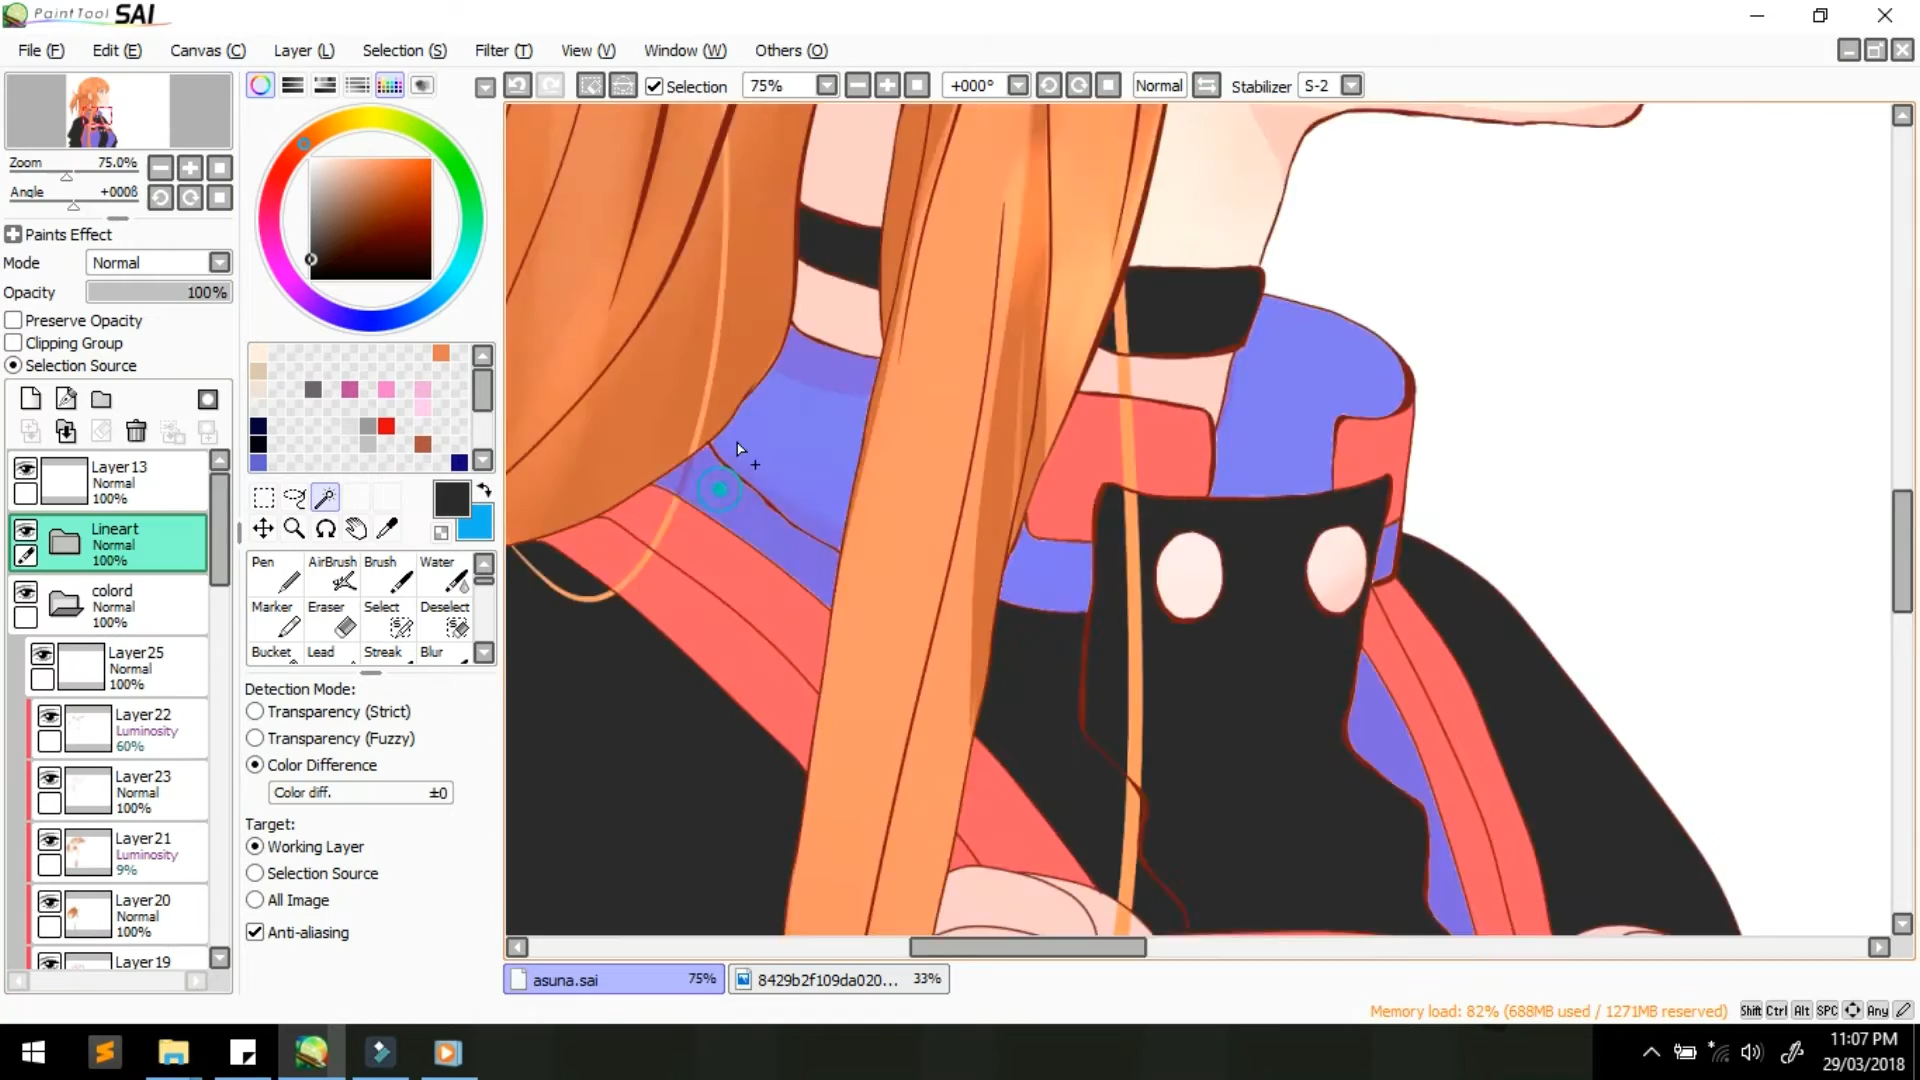 PaintTool SAI
File (F) Edit (E) Canvas (C) Layer (L) Selection (S) Filter (T) View (V) Window (W) Others (O)
Selection 75% +000° Normal Stabilizer S-2
Zoom 75.0%
Angle +000ß
Paints Effect
Mode Normal
Opacity 100%
Preserve Opacity
Clipping Group
Selection Source
Layer13
Normal
100%
Lineart
Normal
100%
colord
Normal
100%
Layer25
Normal
100%
Layer22
Luminosity
60%
Layer23
Normal
100%
Layer21
Luminosity
9%
Layer20
Normal
100%
Layer19
Pen AirBrush Brush Water
Marker Eraser Select Deselect
Bucket Lead Streak Blur
Detection Mode:
Transparency (Strict)
Transparency (Fuzzy)
Color Difference
Color diff. ±0
Target:
Working Layer
Selection Source
All Image
Anti-aliasing
asuna.sai 75% 8429b2f109da020... 33%
Memory load: 82% (688MB used / 1271MB reserved) Shift Ctrl Alt SPC Any
11:07 PM
29/03/2018